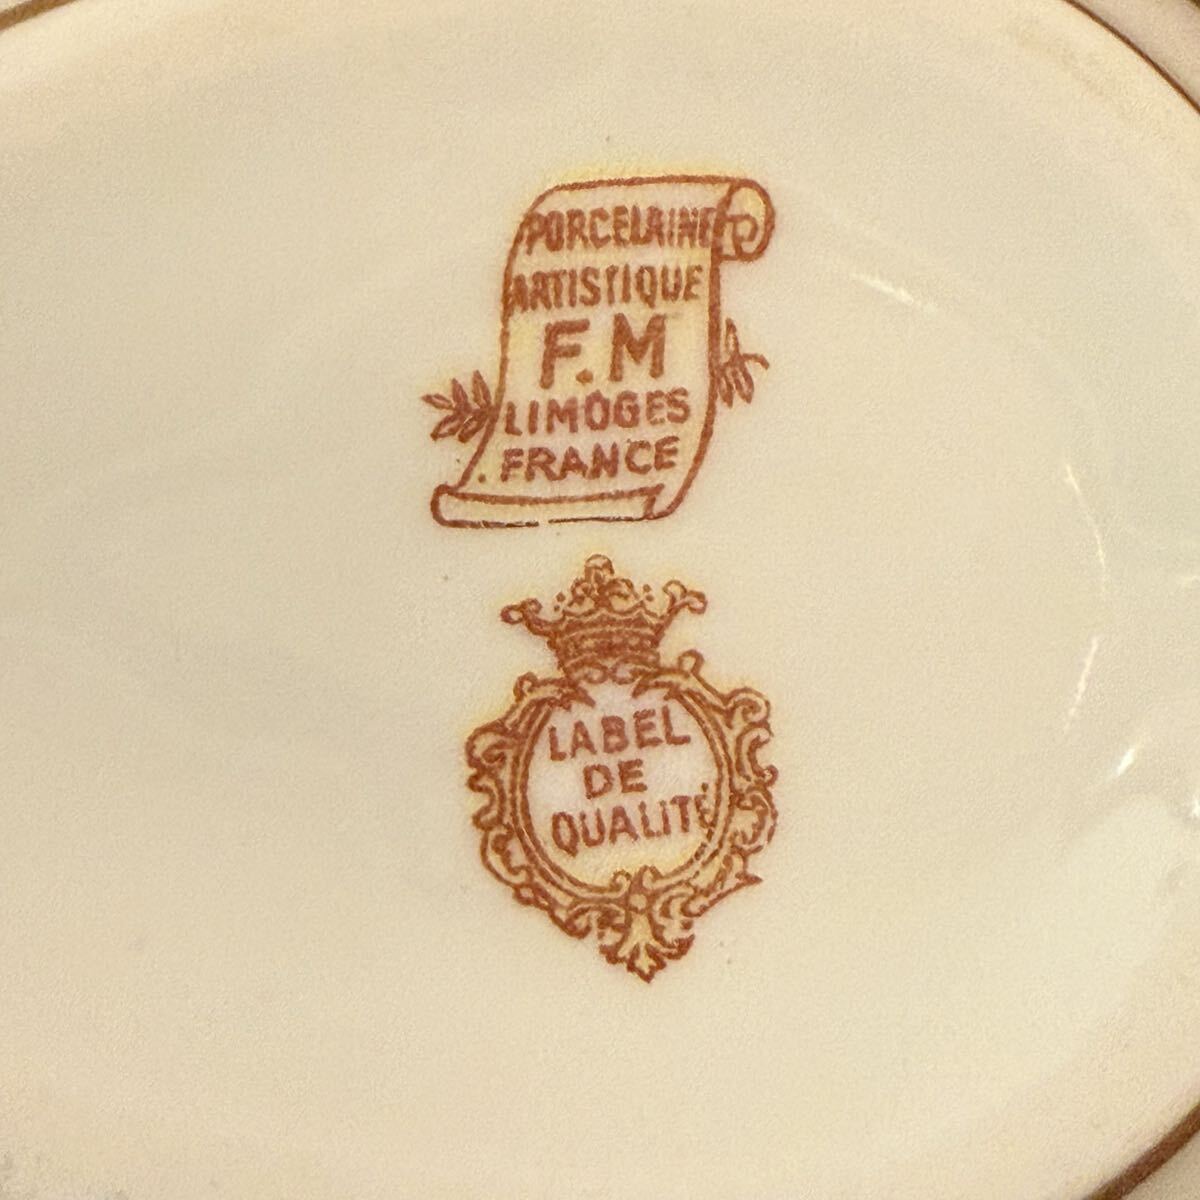 PORCELAINE
ARTISTIQUE
F.M
LIMOGES
FRANCE
LABEL
DE
QUALITÉ